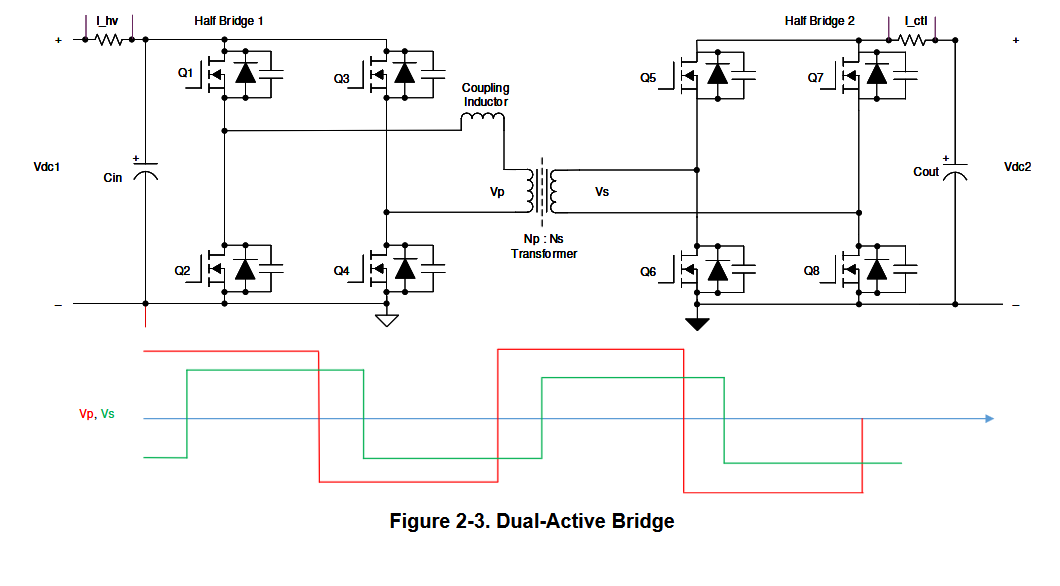 I_hv
Half Bridge 1
Half Bridge 2
I_ctl
+
+
Q1
Q3
Q5
Q7
Coupling
Inductor
+
+
Vdc1
Cin
Cout
Vdc2
Vp
Vs
Np : Ns
Transformer
Q2
Q4
Q6
Q8
–
–
Vp, Vs
Figure 2-3. Dual-Active Bridge